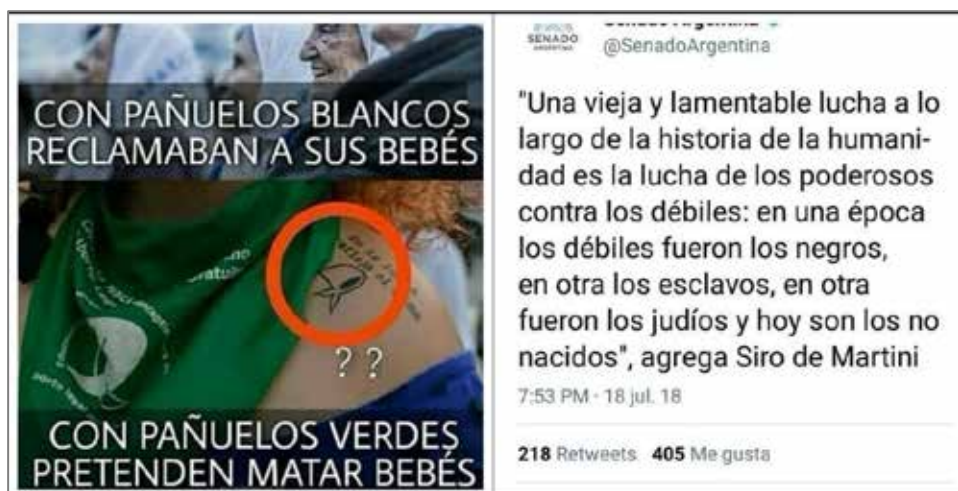 CON PAÑUELOS BLANCOS
RECLAMABAN A SUS BEBÉS
? ?
CON PAÑUELOS VERDES
PRETENDEN MATAR BEBÉS
SENADO
ARGENTINA
@SenadoArgentina
"Una vieja y lamentable lucha a lo
largo de la historia de la humani-
dad es la lucha de los poderosos
contra los débiles: en una época
los débiles fueron los negros,
en otra los esclavos, en otra
fueron los judíos y hoy son los no
nacidos", agrega Siro de Martini
7:53 PM · 18 jul. 18
218 Retweets 405 Me gusta